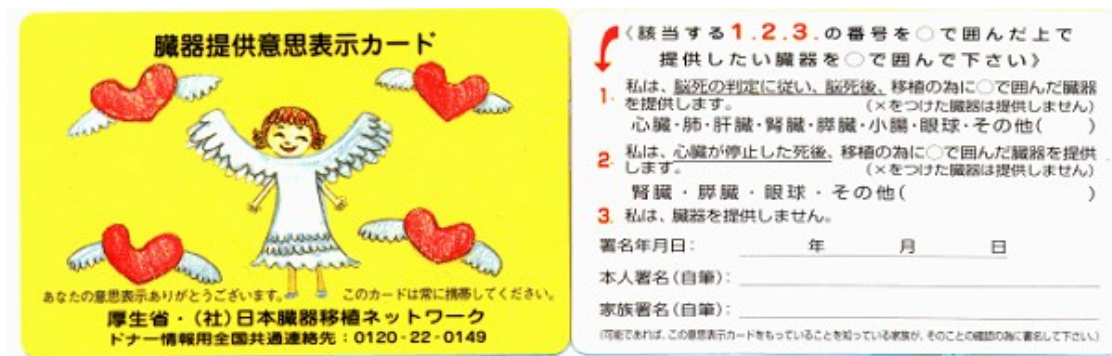 臓器提供意思表示カード
あなたの意思表示ありがとうございます。 このカードは常に携帯してください。
厚生省・(社)日本臓器移植ネットワーク
ドナー情報用全国共通連絡先:0120-22-0149
《該当する1.2.3.の番号を○で囲んだ上で
提供したい臓器を○で囲んで下さい》
1. 私は、脳死の判定に従い、脳死後、移植の為に○で囲んだ臓器
を提供します。 (×をつけた臓器は提供しません)
心臓・肺・肝臓・腎臓・膵臓・小腸・眼球・その他( )
2. 私は、心臓が停止した死後、移植の為に○で囲んだ臓器を提供
します。 (×をつけた臓器は提供しません)
腎臓・膵臓・眼球・その他( )
3. 私は、臓器を提供しません。
署名年月日: 年 月 日
本人署名(自筆):
家族署名(自筆):
(可能であれば、この意思表示カードをもっていることを知っている家族が、そのことの確認の為に署名して下さい。)